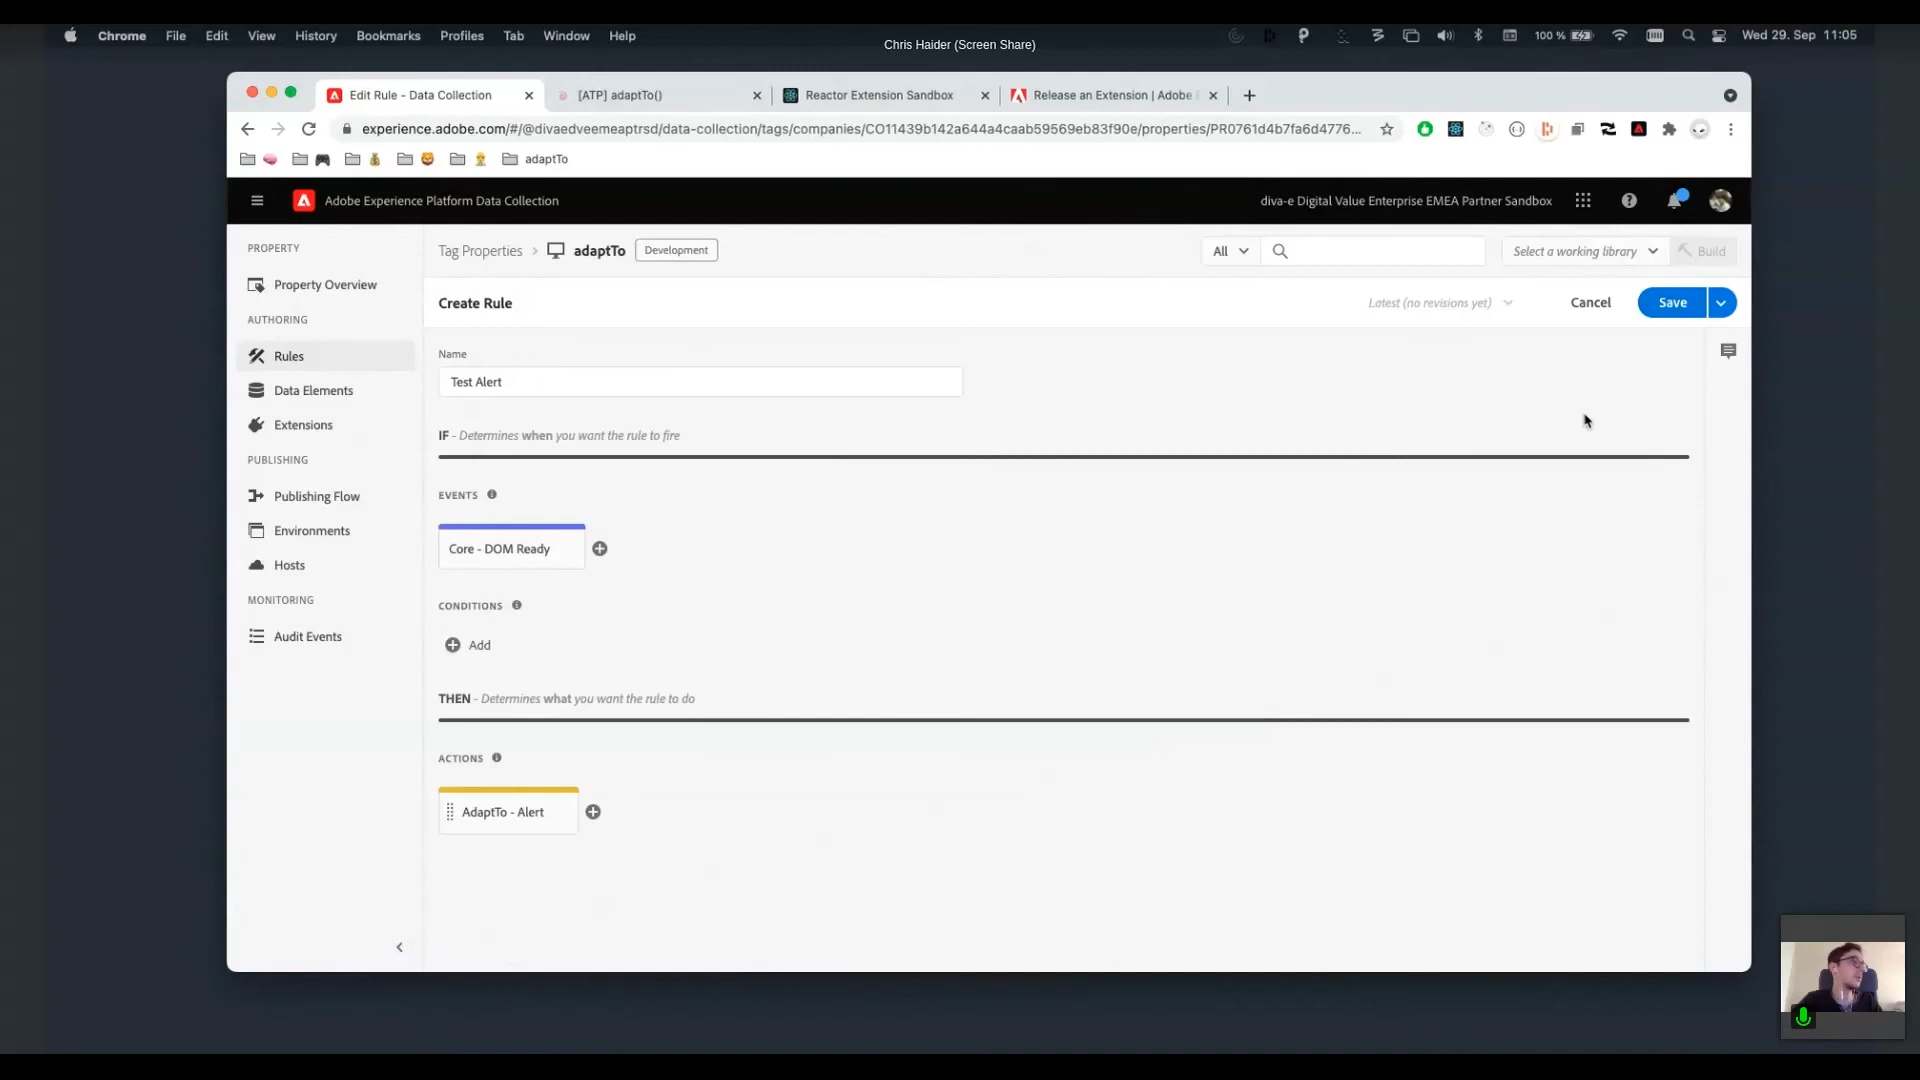 Chrome File Edit View History Bookmarks Profiles Tab Window Help
100 % Wed 29. Sep 11:05
Chris Haider (Screen Share)
Edit Rule - Data Collection
[ATP] adaptTo()
Reactor Extension Sandbox
Release an Extension | Adobe
experience.adobe.com/#/@divaedveemeaptrsd/data-collection/tags/companies/CO11439b142a644a4caab59569eb83f90e/properties/PR0761d4b7fa6d4776...
adaptTo
Adobe Experience Platform Data Collection
diva-e Digital Value Enterprise EMEA Partner Sandbox
PROPERTY
Property Overview
AUTHORING
Rules
Data Elements
Extensions
PUBLISHING
Publishing Flow
Environments
Hosts
MONITORING
Audit Events
Tag Properties > adaptTo Development
All
Select a working library
Build
Create Rule
Latest (no revisions yet)
Cancel
Save
Name
Test Alert
IF - Determines when you want the rule to fire
EVENTS
Core - DOM Ready
CONDITIONS
Add
THEN - Determines what you want the rule to do
ACTIONS
AdaptTo - Alert